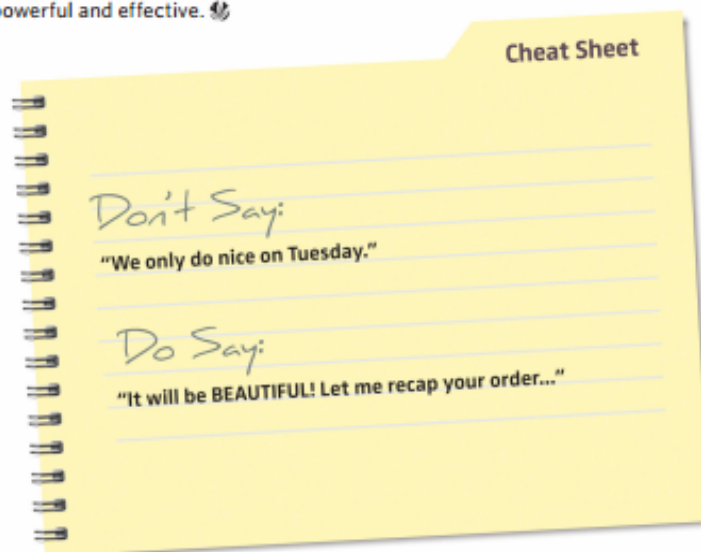 powerful and effective.
Cheat Sheet
Don't Say:
"We only do nice on Tuesday."
Do Say:
"It will be BEAUTIFUL! Let me recap your order..."